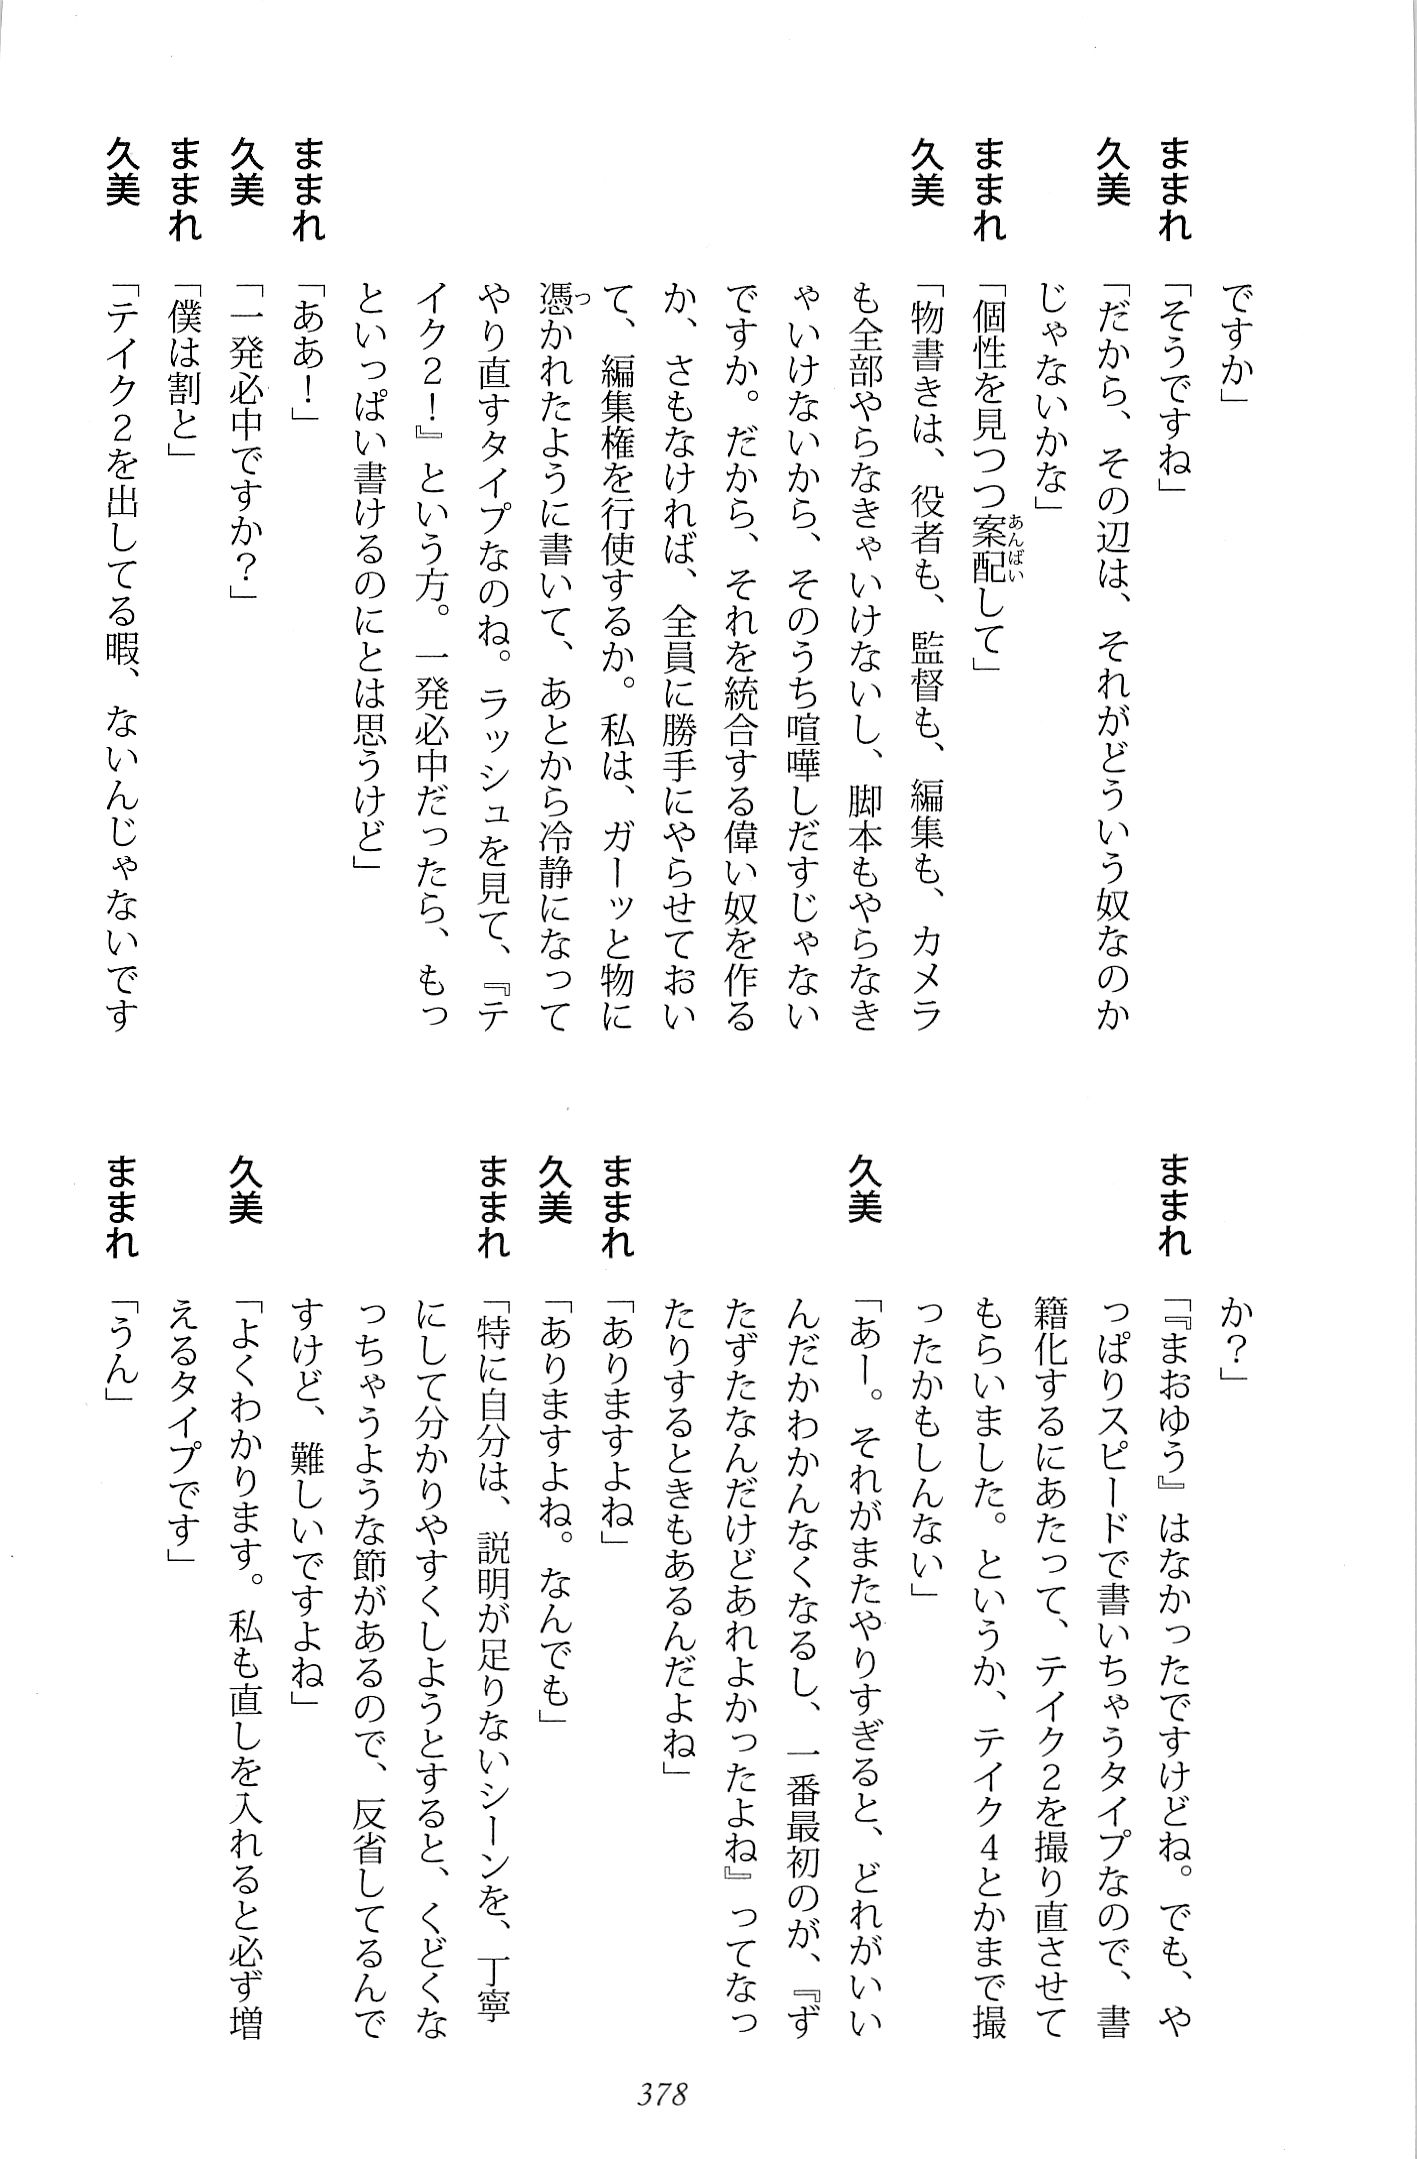 ですか」
ままれ「そうですね」
久美「だから、その辺は、それがどういう奴なのか
じゃないかな」
ままれ「個性を見つつ案配して」
あんばい
久美「物書きは、役者も、監督も、編集も、カメラ
も全部やらなきゃいけないし、脚本もやらなき
ゃいけないから、そのうち喧嘩しだすじゃない
ですか。だから、それを統合する偉い奴を作る
か、さもなければ、全員に勝手にやらせておい
て、編集権を行使するか。私は、ガーッと物に
憑かれたように書いて、あとから冷静になって
つ
やり直すタイプなのね。ラッシュを見て、『テ
イク2！』という方。一発必中だったら、もっ
といっぱい書けるのにとは思うけど」
ままれ「ああ！」
久美「一発必中ですか？」
ままれ「僕は割と」
久美「テイク2を出してる暇、ないんじゃないです
か？」
ままれ「『まおゆう』はなかったですけどね。でも、や
っぱりスピードで書いちゃうタイプなので、書
籍化するにあたって、テイク2を撮り直させて
もらいました。というか、テイク4とかまで撮
ったかもしんない」
久美「あー。それがまたやりすぎると、どれがいい
んだかわかんなくなるし、一番最初のが、『ず
たずたなんだけどあれよかったよね』ってなっ
たりするときもあるんだよね」
ままれ「ありますよね」
久美「ありますよね。なんでも」
ままれ「特に自分は、説明が足りないシーンを、丁寧
にして分かりやすくしようとすると、くどくな
っちゃうような節があるので、反省してるんで
すけど、難しいですよね」
久美「よくわかります。私も直しを入れると必ず増
えるタイプです」
ままれ「うん」
378